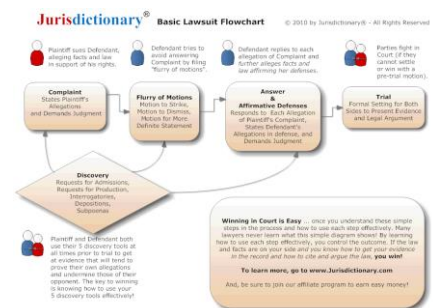 Jurisdictionary®
Basic Lawsuit Flowchart
© 2010 by Jurisdictionary® - All Rights Reserved
Plaintiff sues Defendant,
alleging facts and law
in support of his rights.
Defendant tries to
avoid answering
Complaint by filing
"flurry of motions".
Defendant replies to each
allegation of Complaint and
further alleges facts and
law affirming her defenses.
Parties fight in
Court (if they
cannot settle
or win with a
pre-trial motion).
Complaint
States Plaintiff's
Allegations
and Demands Judgment
Flurry of Motions
Motion to Strike,
Motion to Dismiss,
Motion for More
Definite Statement
Answer
&
Affirmative Defenses
Responds to Each Allegation
of Plaintiff's Complaint,
States Defendant's
Allegations in defense, and
Demands Judgment
Trial
Formal Setting for Both
Sides to Present Evidence
and Legal Argument
Discovery
Requests for Admissions,
Requests for Production,
Interrogatories,
Depositions,
Subpoenas
Plaintiff and Defendant both
use their 5 discovery tools at
all times prior to trial to get
at evidence that will tend to
prove their own allegations
and undermine those of their
opponent. The key to winning
is knowing how to use your
5 discovery tools effectively!
Winning in Court is Easy ... once you understand these simple
steps in the process and how to use each step effectively. Many
lawyers never learn what this simple diagram shows! By learning
how to use each step effectively, you control the outcome. If the law
and facts are on your side and you know how to get your evidence
in the record and how to cite and argue the law, you win!
To learn more, go to www.Jurisdictionary.com
And, be sure to join our affiliate program to earn easy money!